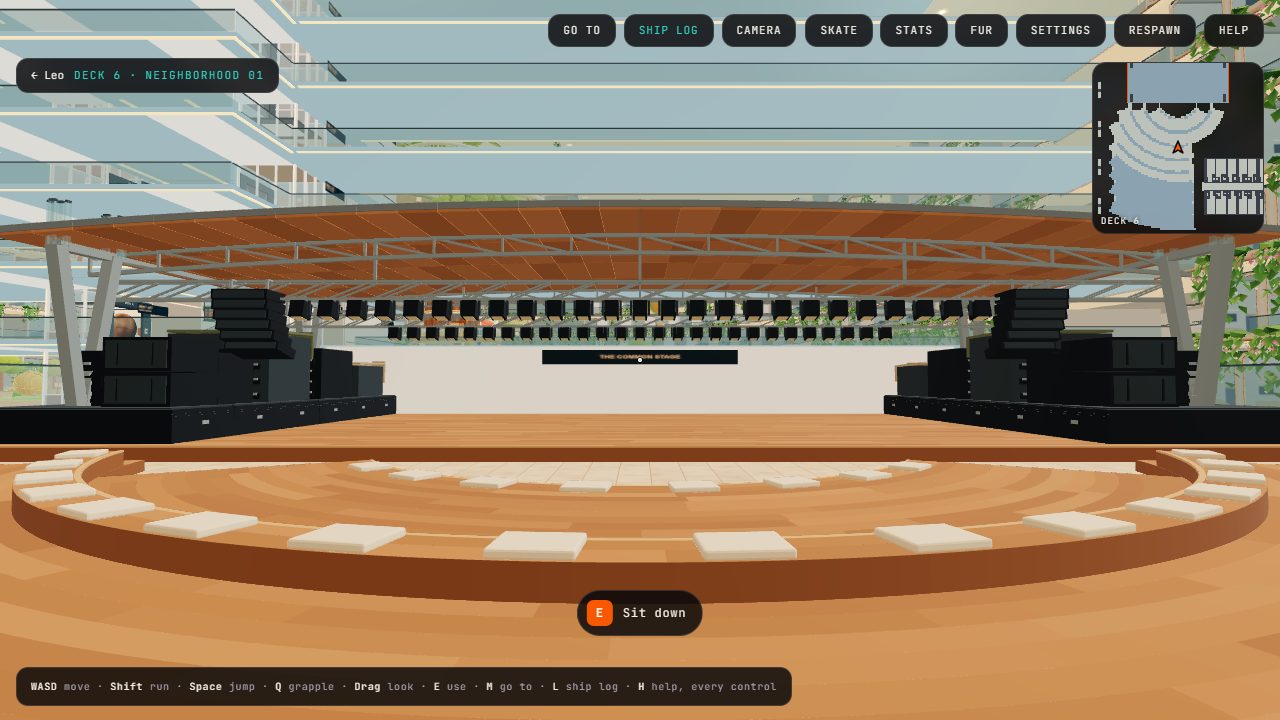 GO TO
SHIP LOG
CAMERA
SKATE
STATS
FUR
SETTINGS
RESPAWN
HELP
← Leo DECK 6 · NEIGHBORHOOD 01
DECK 6
THE COMMON STAGE
E Sit down
WASD move · Shift run · Space jump · Q grapple · Drag look · E use · M go to · L ship log · H help, every control